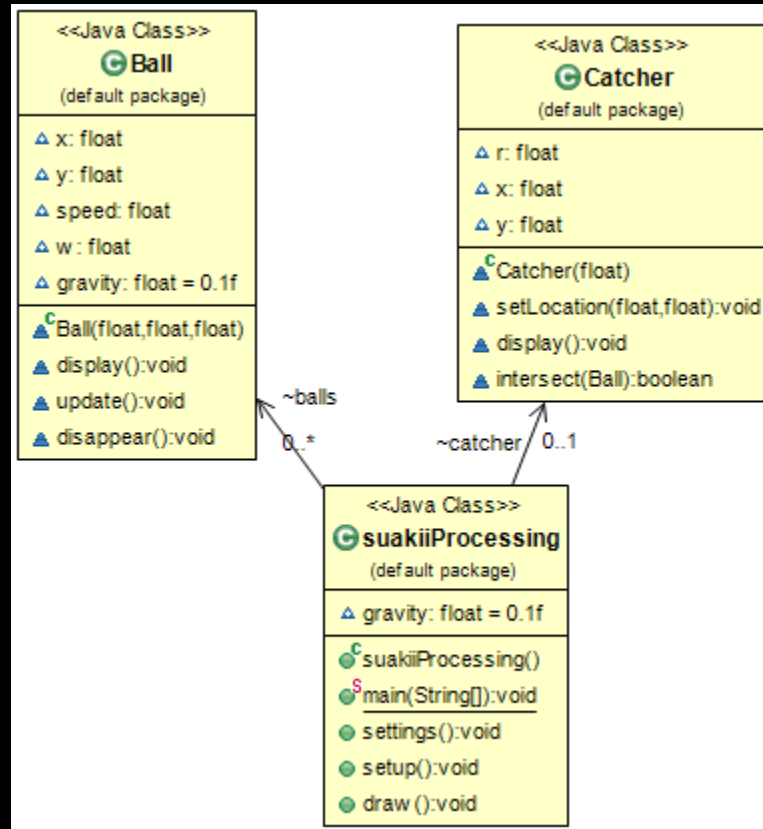 <<Java Class>>
Ball
(default package)
x: float
y: float
speed: float
w: float
gravity: float = 0.1f
Ball(float,float,float)
display():void
update():void
disappear():void
<<Java Class>>
Catcher
(default package)
r: float
x: float
y: float
Catcher(float)
setLocation(float,float):void
display():void
intersect(Ball):boolean
~balls
0..*
~catcher
0..1
<<Java Class>>
suakiiProcessing
(default package)
gravity: float = 0.1f
suakiiProcessing()
main(String[]):void
settings():void
setup():void
draw():void